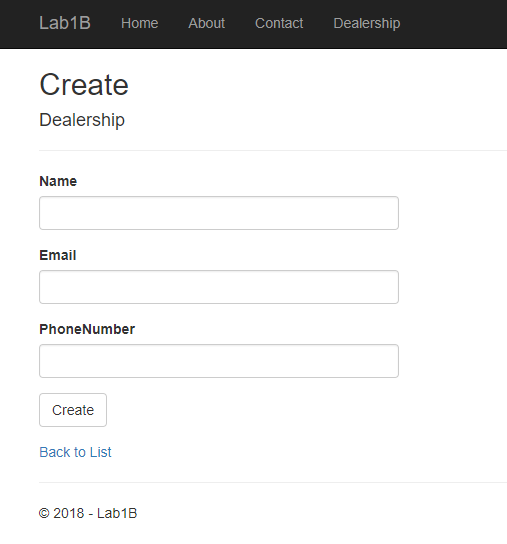 Lab1B Home About Contact Dealership
Create
Dealership
Name
Email
PhoneNumber
Create
Back to List
© 2018 - Lab1B